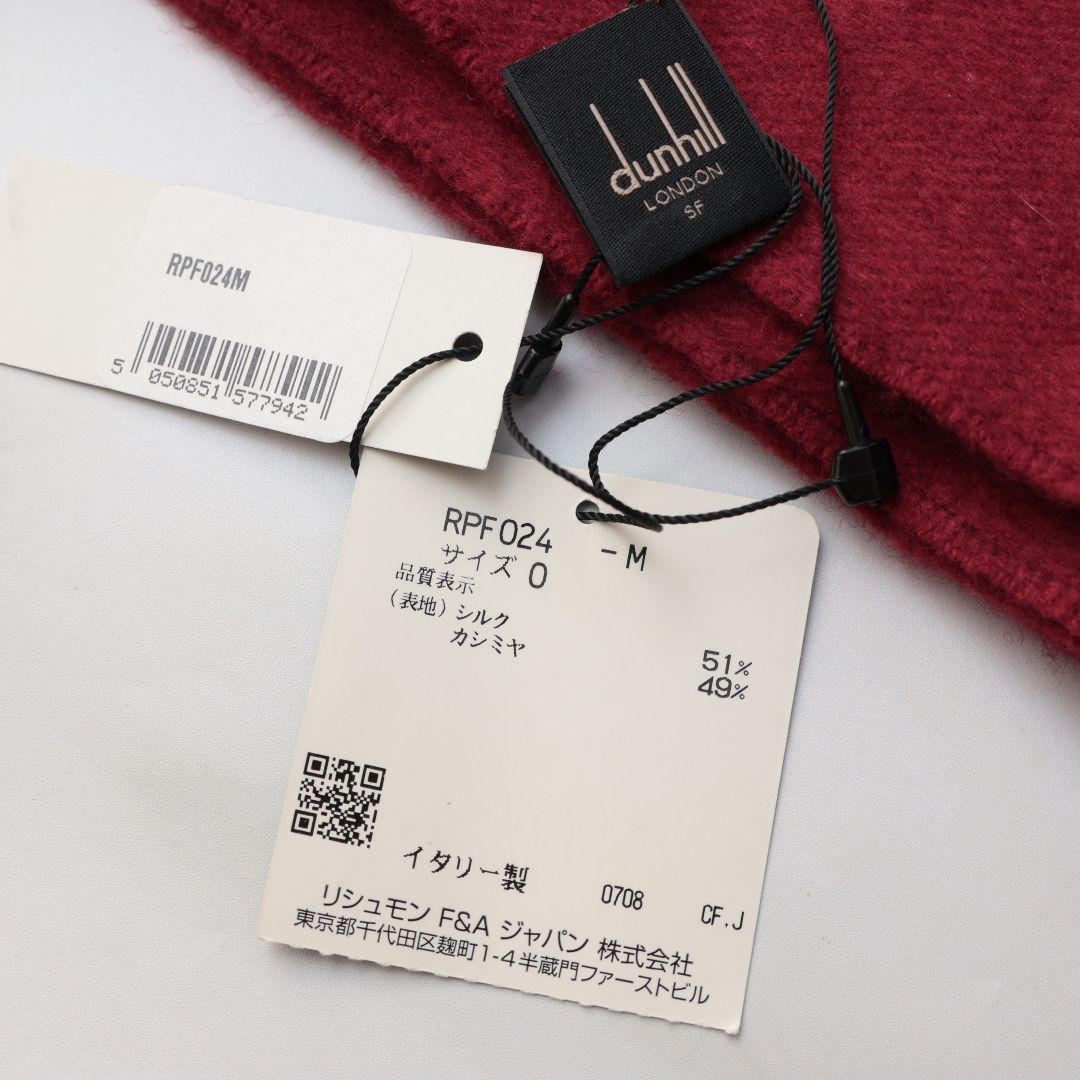 dunhill
LONDON
SF
RPF024M
5 050851 577942
RPF024 -M
サイズ 0
品質表示
(表地) シルク 51%
カシミヤ 49%
イタリー製 0708 CF.J
リシュモン F&A ジャパン 株式会社
東京都千代田区麹町1-4半蔵門ファーストビル